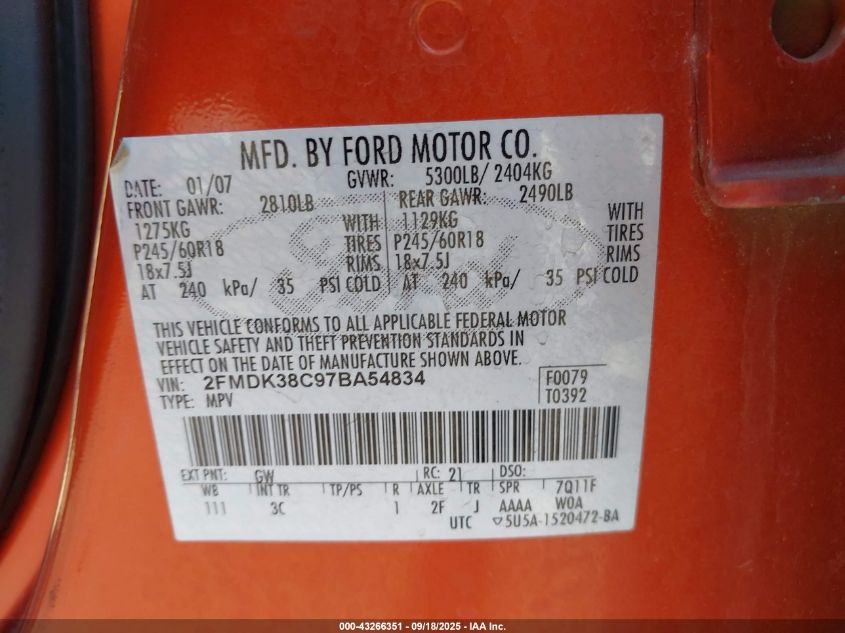 MFD. BY FORD MOTOR CO.
DATE: 01/07 GVWR: 5300LB/ 2404KG
FRONT GAWR: 2810LB REAR GAWR: 2490LB
1275KG WITH 1129KG WITH
P245/60R18 TIRES P245/60R18 TIRES
18x7.5J RIMS 18x7.5J RIMS
AT 240 kPa/ 35 PSI COLD AT 240 kPa/ 35 PSI COLD
THIS VEHICLE CONFORMS TO ALL APPLICABLE FEDERAL MOTOR
VEHICLE SAFETY AND THEFT PREVENTION STANDARDS IN
EFFECT ON THE DATE OF MANUFACTURE SHOWN ABOVE.
VIN: 2FMDK38C97BA54834 F0079
TYPE: MPV T0392
EXT PNT: GW RC: 21 DSO:
WB INT TR TP/PS R AXLE TR SPR 7Q11F
111 3C 1 2F J AAAA W0A
UTC ▽5U5A-1520472-BA
000-43266351 / 09/18/2025 / IAA Inc.